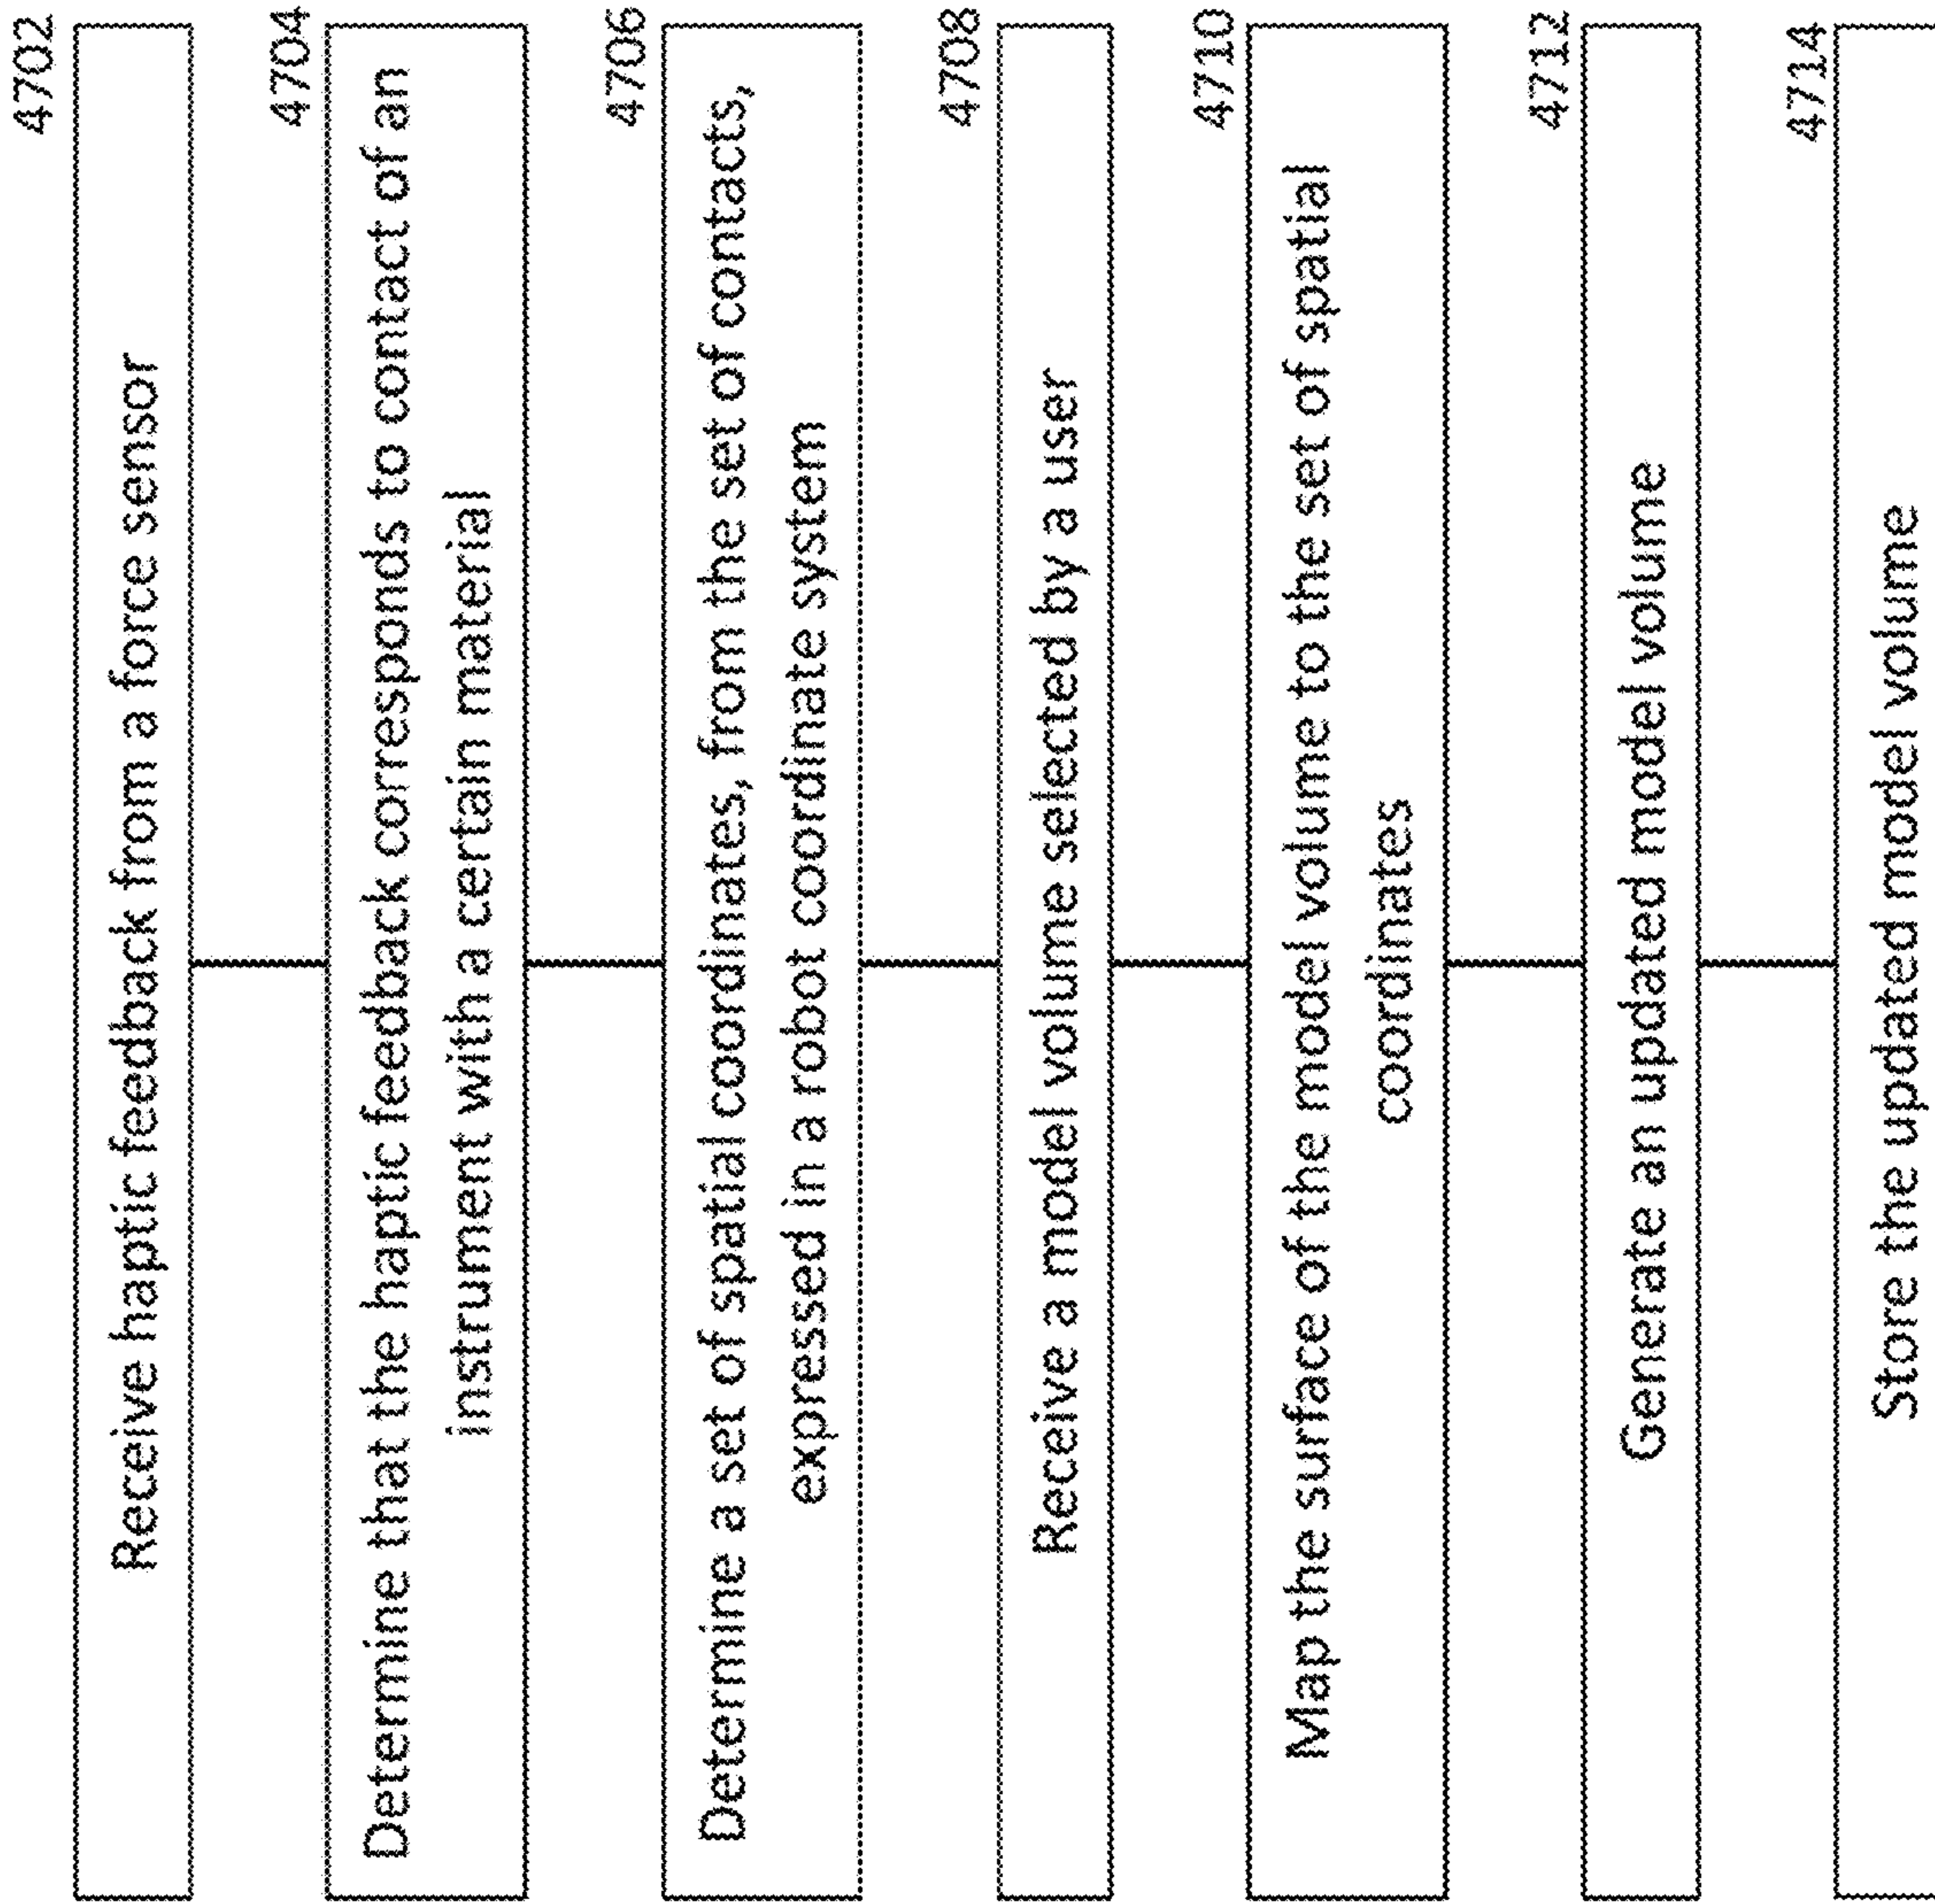 4702
Receive haptic feedback from a force sensor
4704
Determine that the haptic feedback corresponds to contact of an
instrument with a certain material
4706
Determine a set of spatial coordinates, from the set of contacts,
expressed in a robot coordinate system
4708
Receive a model volume selected by a user
4710
Map the surface of the model volume to the set of spatial
coordinates
4712
Generate an updated model volume
4714
Store the updated model volume